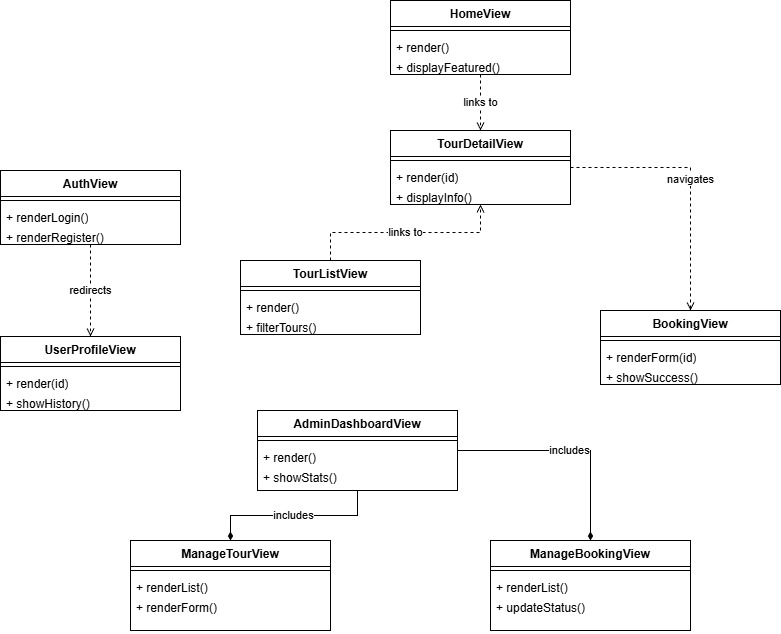 HomeView
+ render()
+ displayFeatured()
links to
TourDetailView
+ render(id)
+ displayInfo()
navigates
AuthView
+ renderLogin()
+ renderRegister()
links to
redirects
TourListView
+ render()
+ filterTours()
BookingView
+ renderForm(id)
+ showSuccess()
UserProfileView
+ render(id)
+ showHistory()
AdminDashboardView
+ render()
+ showStats()
includes
includes
ManageTourView
+ renderList()
+ renderForm()
ManageBookingView
+ renderList()
+ updateStatus()